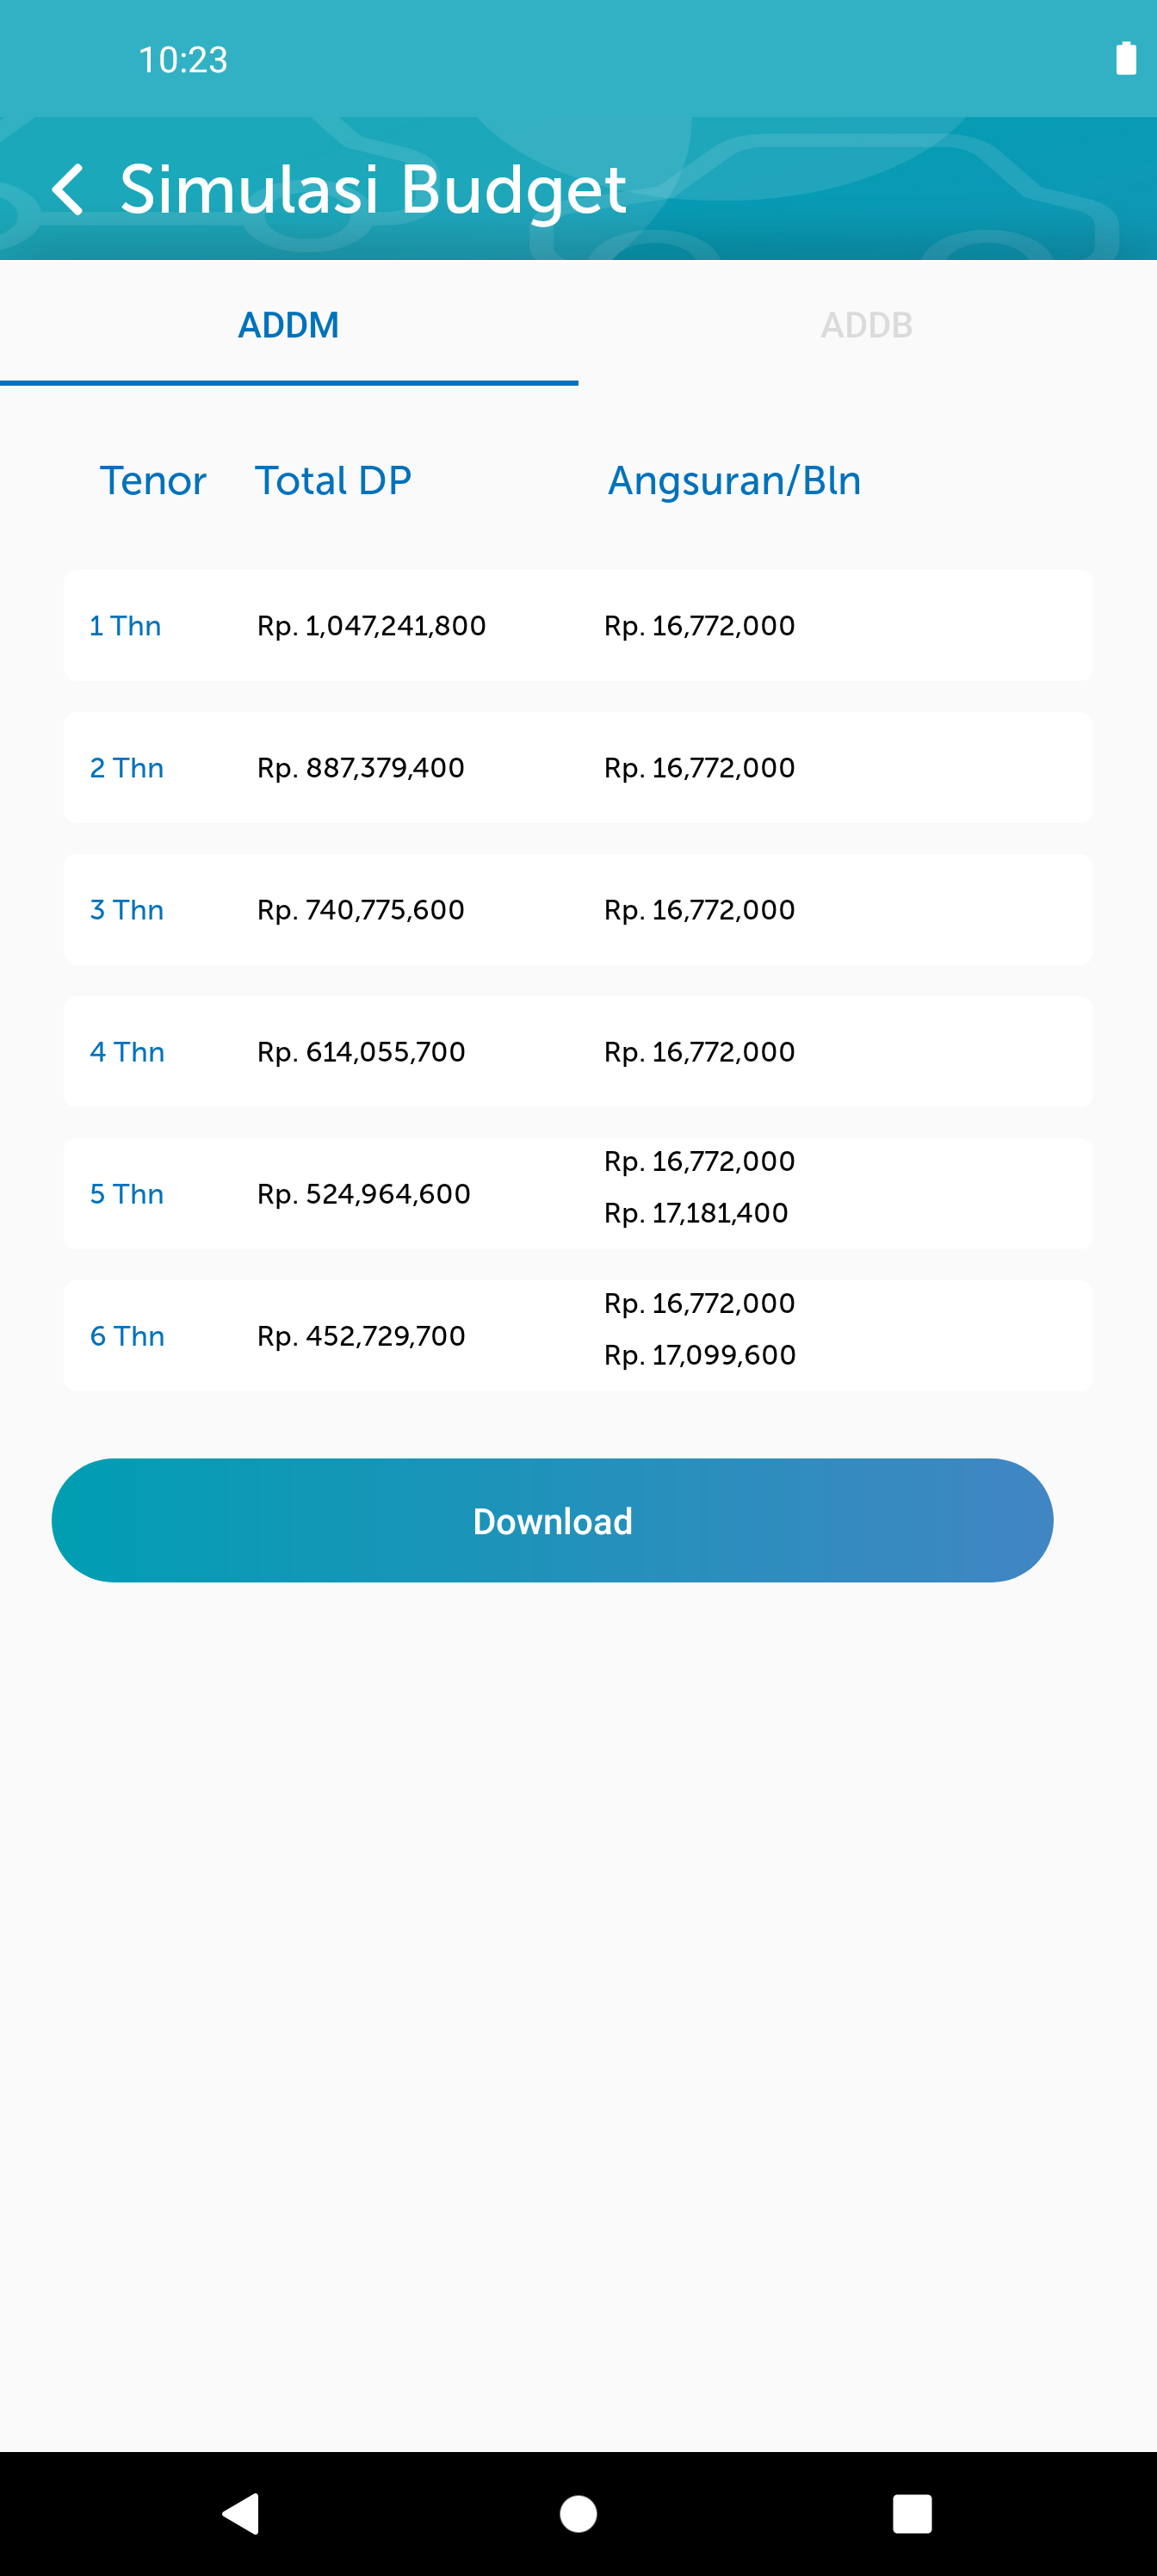 10:23
Simulasi Budget
ADDM ADDB
Tenor Total DP Angsuran/Bln
1 Thn Rp. 1,047,241,800 Rp. 16,772,000
2 Thn Rp. 887,379,400 Rp. 16,772,000
3 Thn Rp. 740,775,600 Rp. 16,772,000
4 Thn Rp. 614,055,700 Rp. 16,772,000
5 Thn Rp. 524,964,600 Rp. 16,772,000
Rp. 17,181,400
6 Thn Rp. 452,729,700 Rp. 16,772,000
Rp. 17,099,600
Download